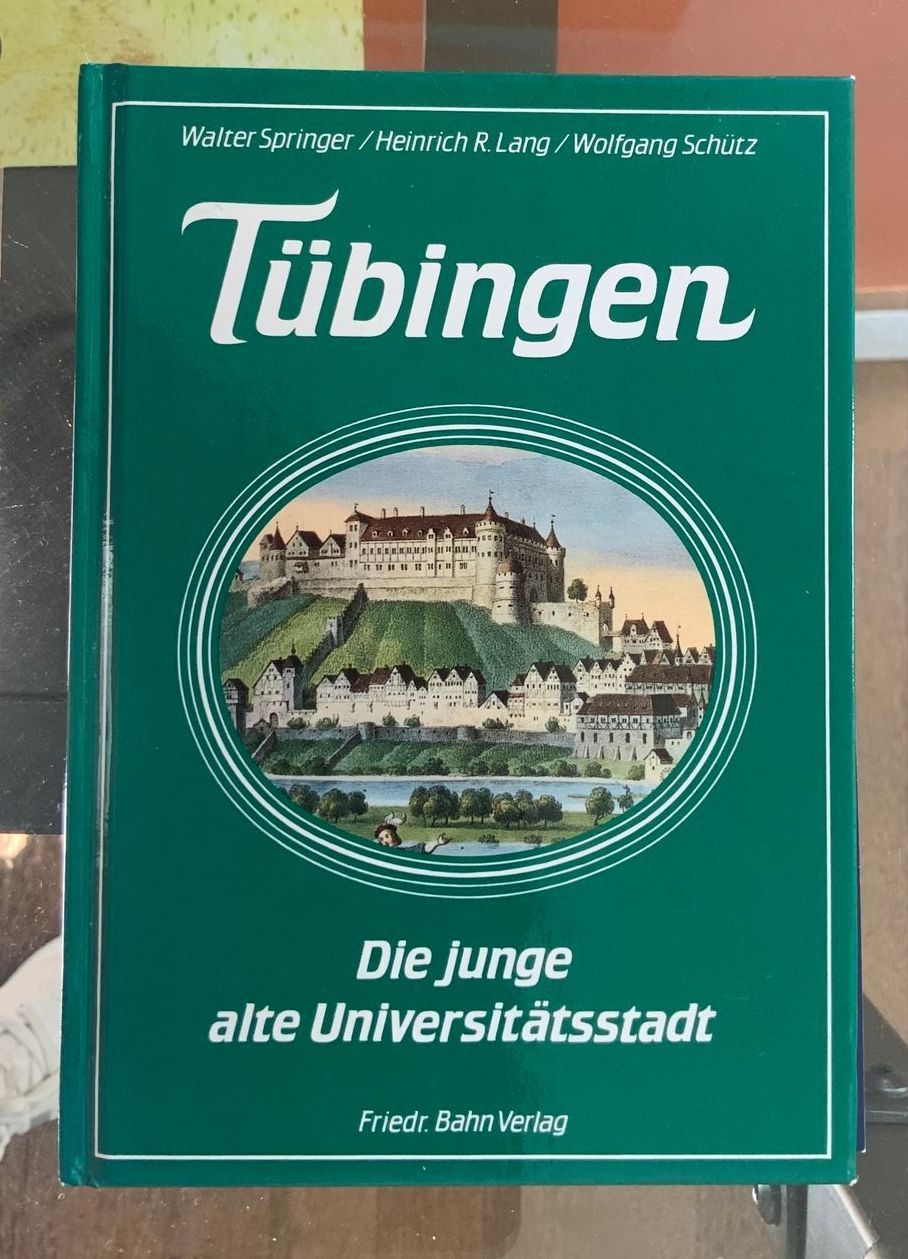 Walter Springer / Heinrich R. Lang / Wolfgang Schütz
Tübingen
Die junge
alte Universitätsstadt
Friedr. Bahn Verlag